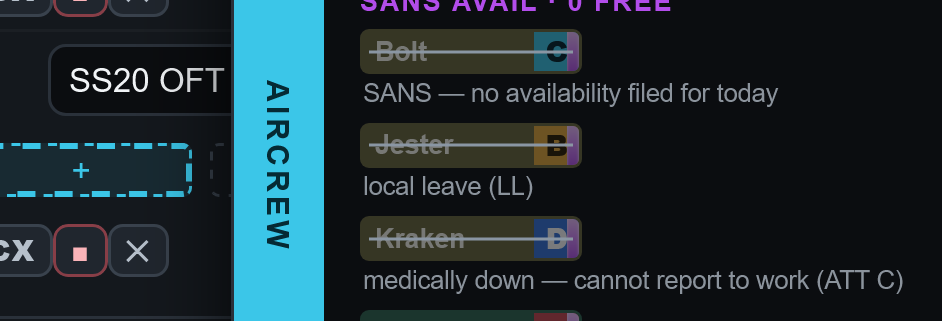 SANS AVAIL · 0 FREE
Bolt C
SANS — no availability filed for today
Jester B
local leave (LL)
Kraken D
medically down — cannot report to work (ATT C)
AIRCREW
SS20 OFT
+
CX